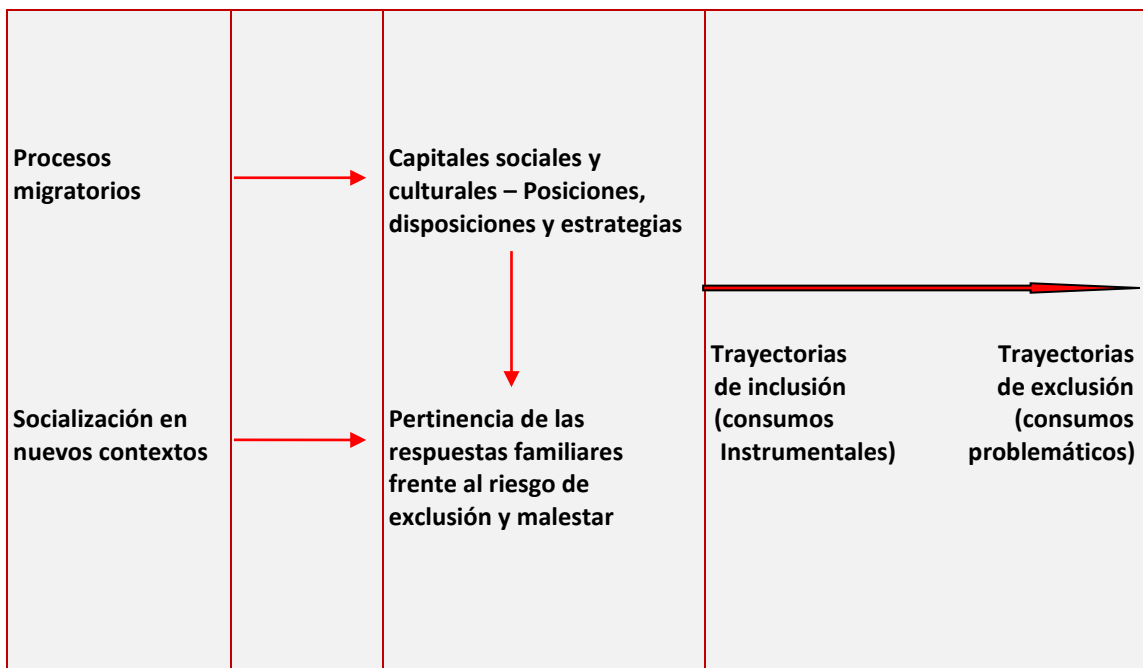 Procesos
migratorios
Capitales sociales y
culturales – Posiciones,
disposiciones y estrategias
Socialización en
nuevos contextos
Pertinencia de las
respuestas familiares
frente al riesgo de
exclusión y malestar
Trayectorias
de inclusión
(consumos
Instrumentales)
Trayectorias
de exclusión
(consumos
problemáticos)